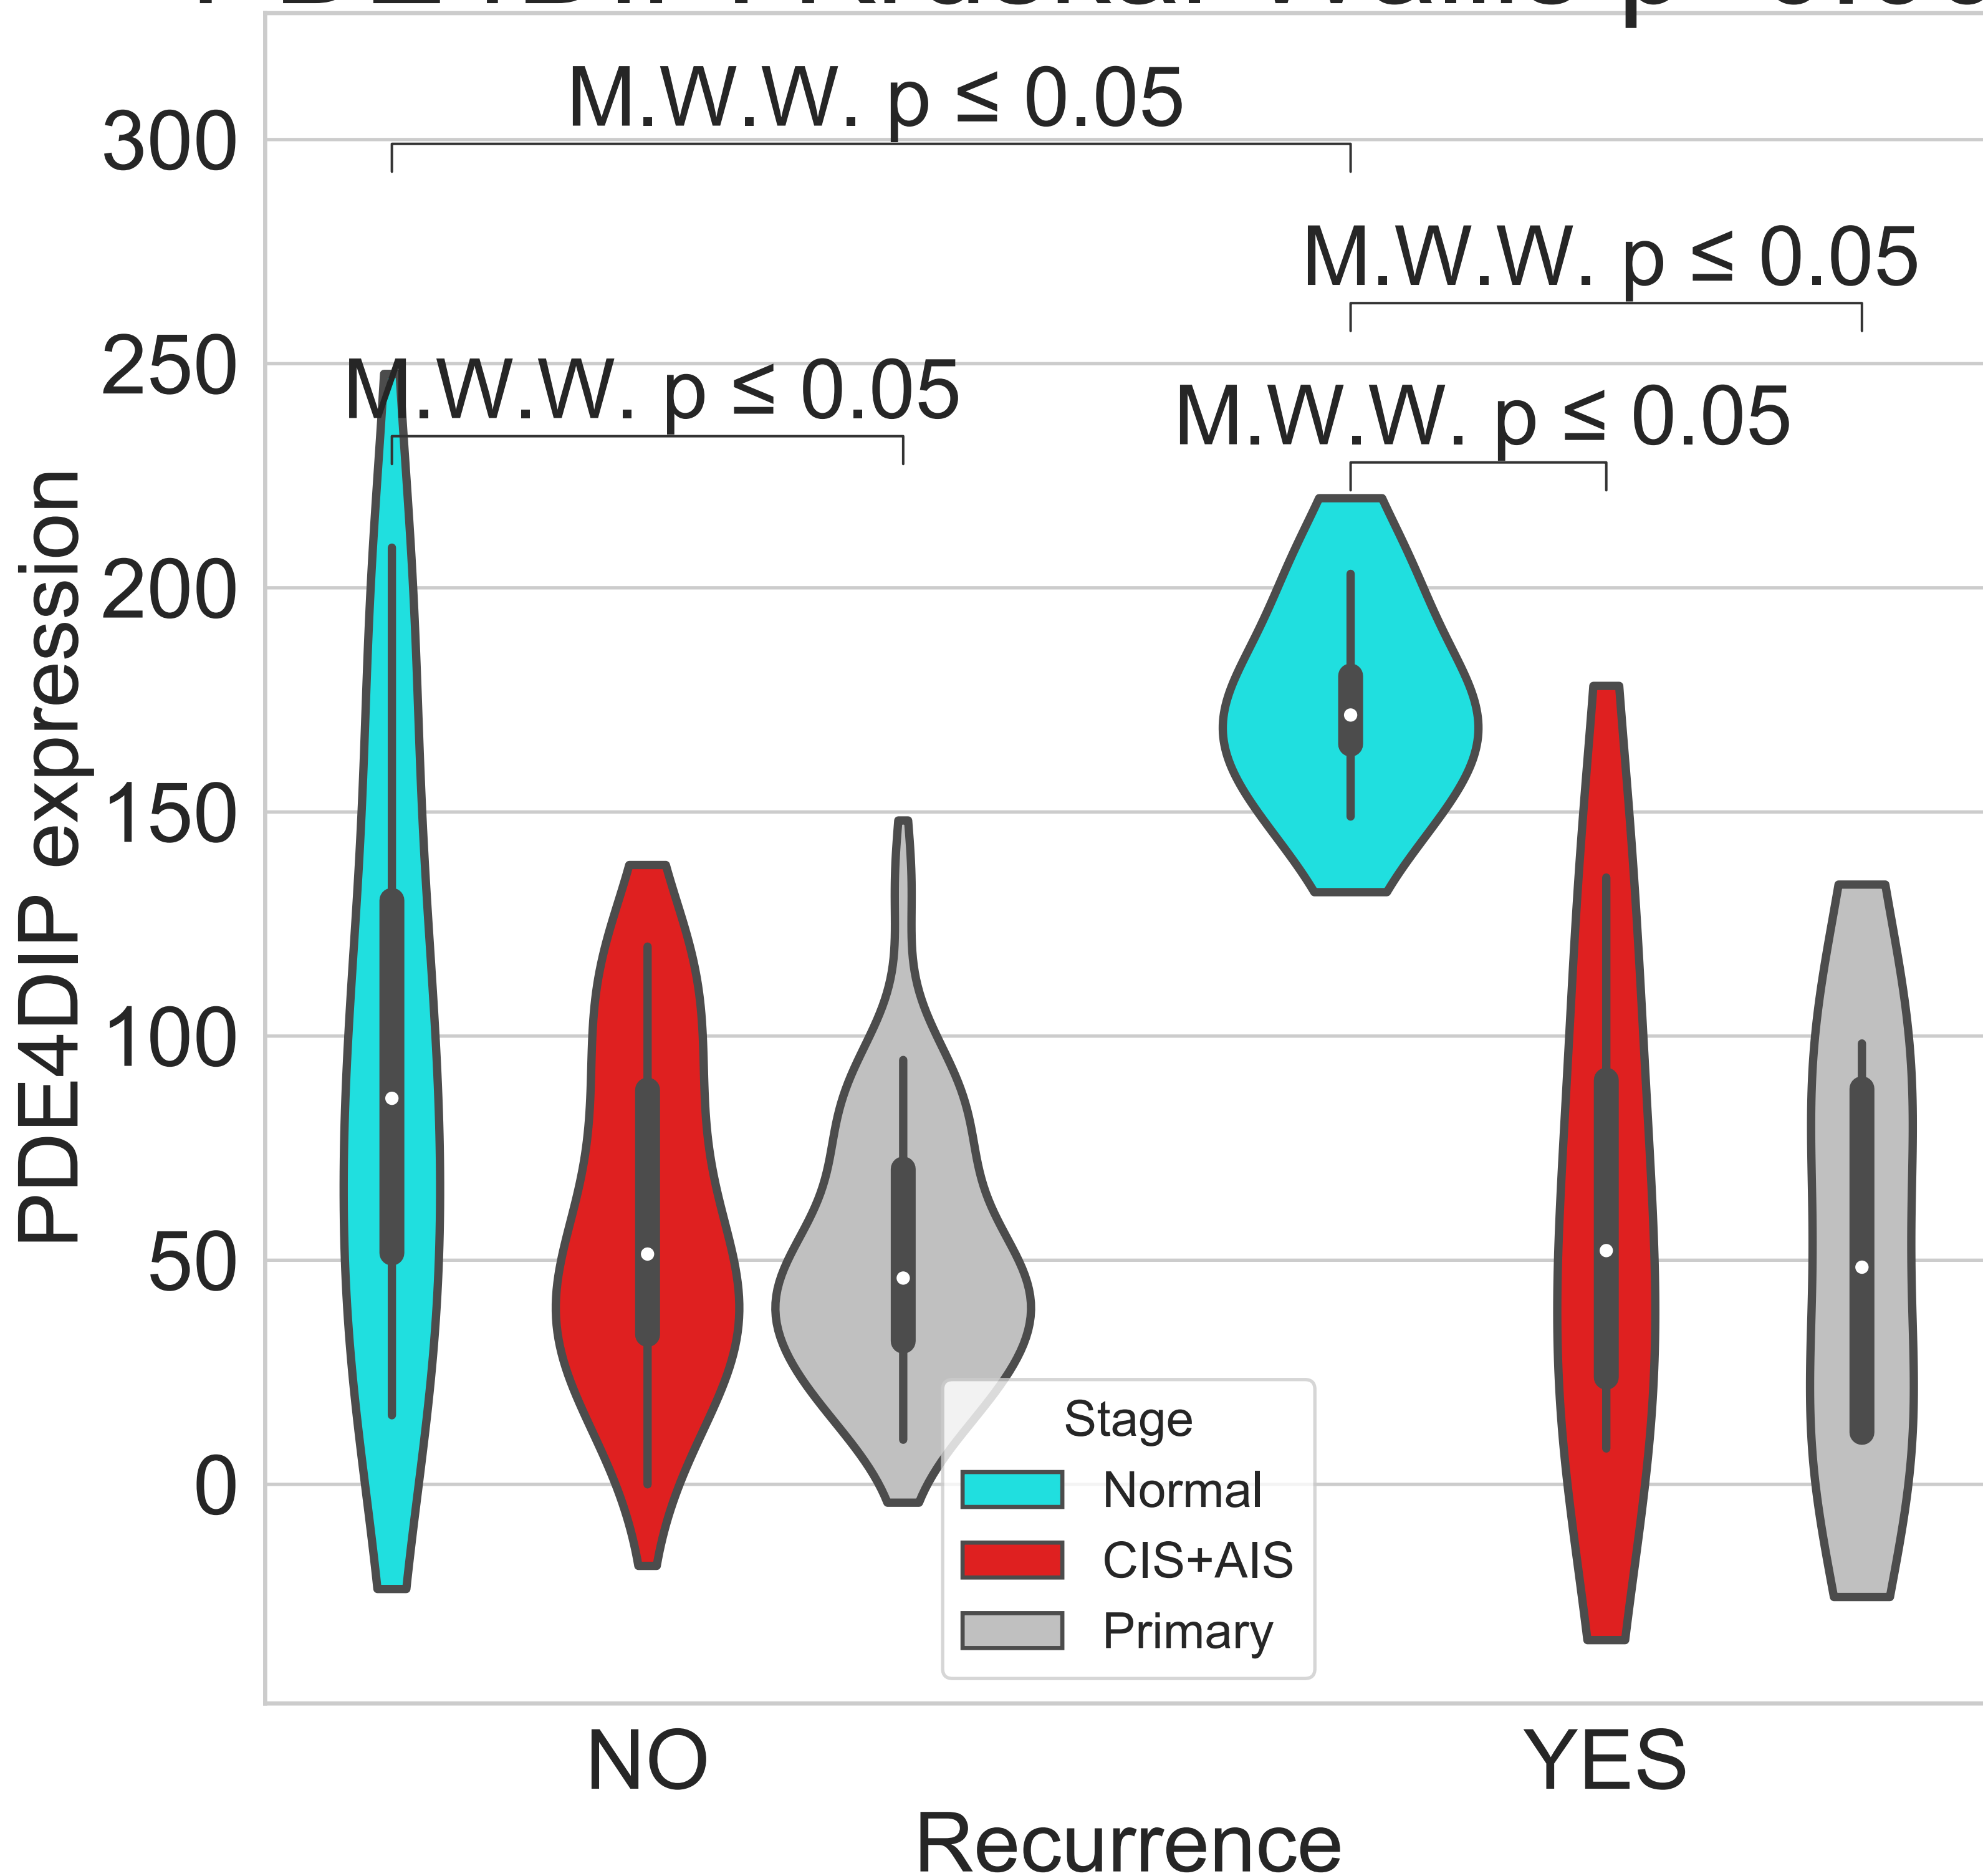 M.W.W. p ≤ 0.05
300
M.W.W. p ≤ 0.05
250
M.W.W. p ≤ 0.05
M.W.W. p ≤ 0.05
200
150
100
50
0
PDE4DIP expression
Stage
Normal
CIS+AIS
Primary
NO
YES
Recurrence